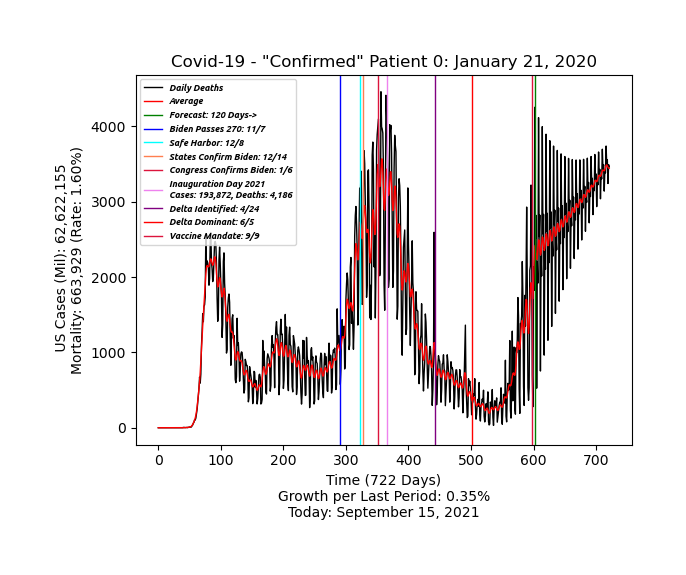 Covid-19 - "Confirmed" Patient 0: January 21, 2020
Daily Deaths
Average
Forecast: 120 Days->
Biden Passes 270: 11/7
Safe Harbor: 12/8
States Confirm Biden: 12/14
Congress Confirms Biden: 1/6
Inauguration Day 2021
Cases: 193,872, Deaths: 4,186
Delta Identified: 4/24
Delta Dominant: 6/5
Vaccine Mandate: 9/9
US Cases (Mil): 62,622,155
Mortality: 663,929 (Rate: 1.60%)
4000
3000
2000
1000
0
0 100 200 300 400 500 600 700
Time (722 Days)
Growth per Last Period: 0.35%
Today: September 15, 2021